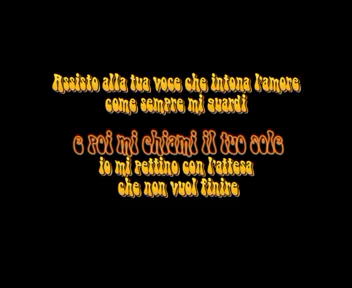 Assisto alla tua voce che intona l'amore
come sempre mi guardi
e poi mi chiami il tuo sole
io mi pettino con l'attesa
che non vuol finire